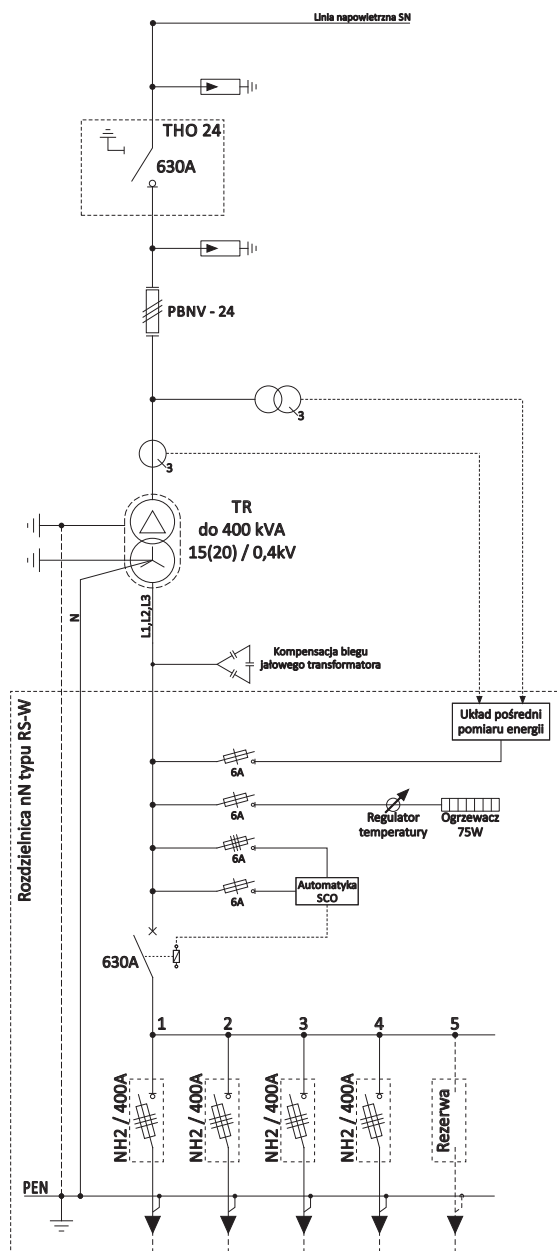 Linia napowietrzna SN
THO 24
630A
PBNV - 24
3
3
TR
do 400 kVA
15(20) / 0,4kV
N
L1,L2,L3
Kompensacja biegu
jałowego transformatora
Rozdzielnica nN typu RS-W
Układ pośredni
pomiaru energii
6A
6A
Regulator
temperatury
Ogrzewacz
75W
6A
6A
Automatyka
SCO
630A
1
2
3
4
5
NH2 / 400A
NH2 / 400A
NH2 / 400A
NH2 / 400A
Rezerwa
PEN